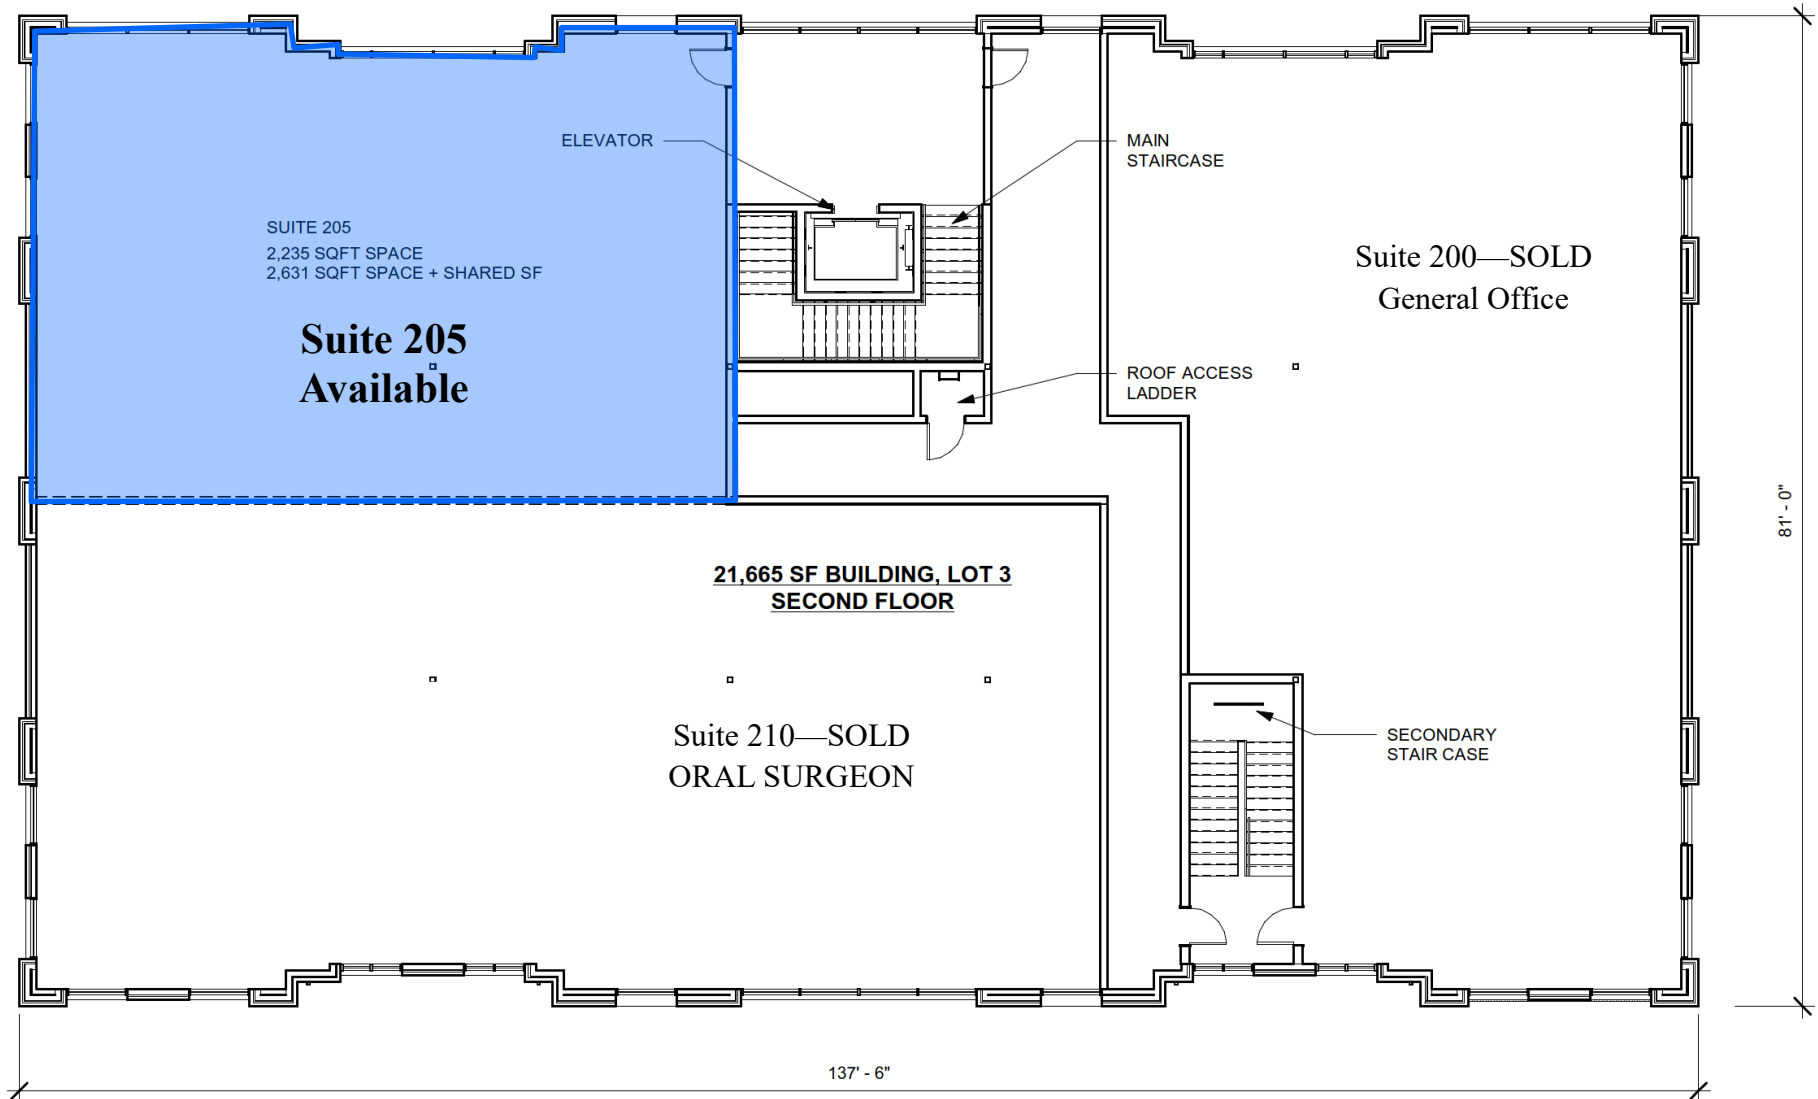 ELEVATOR
MAIN
STAIRCASE
SUITE 205
2,235 SQFT SPACE
2,631 SQFT SPACE + SHARED SF
Suite 205
Available
Suite 200—SOLD
General Office
ROOF ACCESS
LADDER
81' - 0"
21,665 SF BUILDING, LOT 3
SECOND FLOOR
Suite 210—SOLD
ORAL SURGEON
SECONDARY
STAIR CASE
137' - 6"